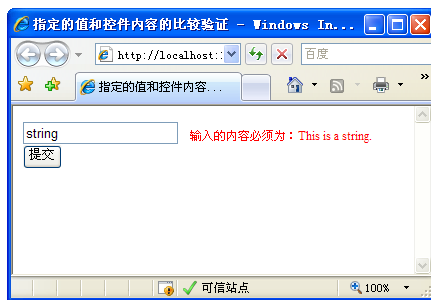 指定的值和控件内容的比较验证 - Windows In...
http://localhost:
百度
指定的值和控件内容...
»
string 输入的内容必须为：This is a string.
提交
可信站点 100%